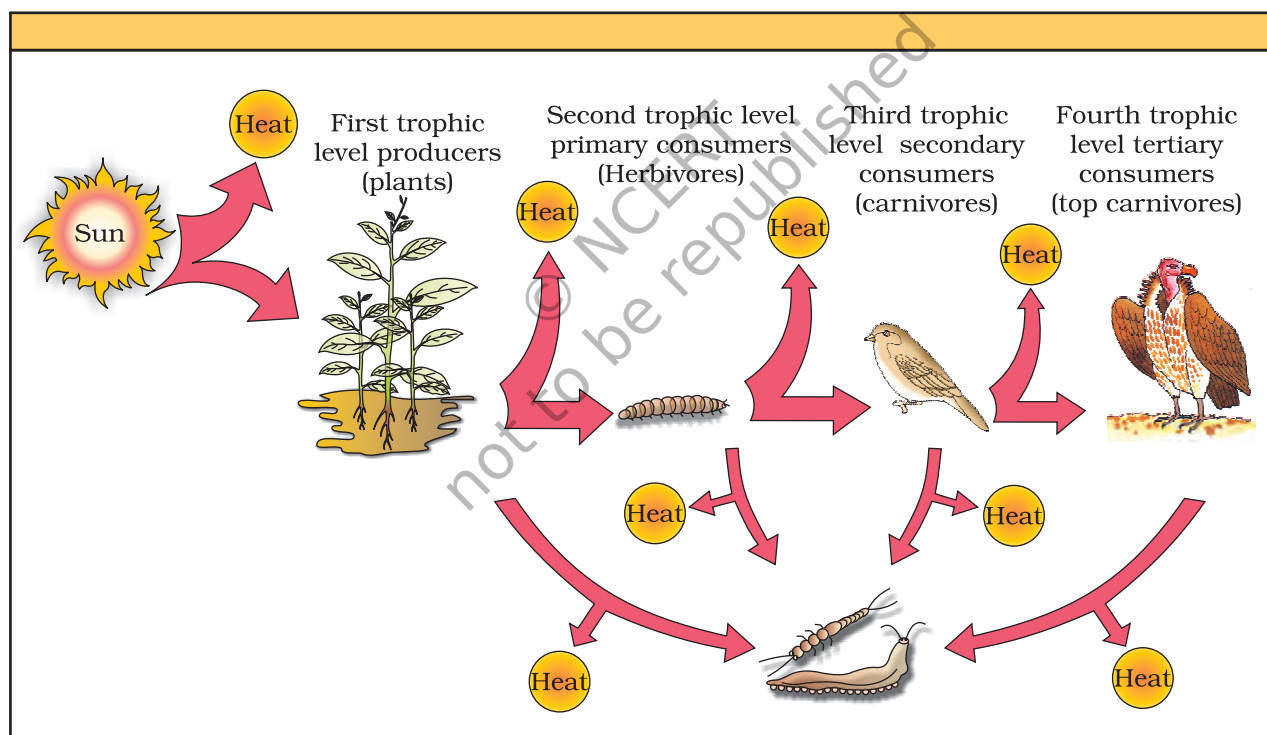 Sun
Heat
First trophic
level producers
(plants)
Second trophic level
primary consumers
(Herbivores)
Third trophic
level secondary
consumers
(carnivores)
Fourth trophic
level tertiary
consumers
(top carnivores)
Heat
Heat
Heat
Heat
Heat
Heat
Heat
© NCERT
not to be republished